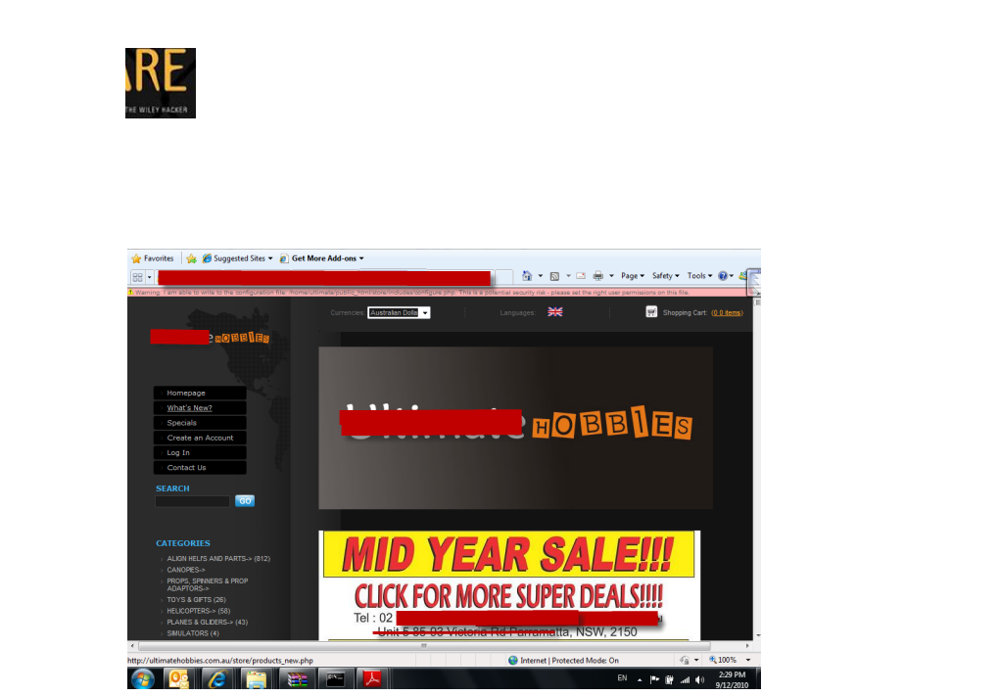 ARE
THE WILEY HACKER
Favorites Suggested Sites Get More Add-ons
Page Safety Tools
Warning: I am able to write to the configuration file: /home/ultimate/public_html/store/includes/configure.php. This is a potential security risk - please set the right user permissions on this file.
Currencies: Australian Dolla Languages: Shopping Cart: (0 0 items)
e HOBBIES
Homepage
What's New?
Specials
Create an Account
Log In
Contact Us
SEARCH
GO
Ultimate HOBBIES
CATEGORIES
ALIGN HELI'S AND PARTS-> (812)
CANOPIES->
PROPS, SPINNERS & PROP
ADAPTORS->
TOYS & GIFTS (26)
HELICOPTERS-> (58)
PLANES & GLIDERS-> (43)
SIMULATORS (4)
MID YEAR SALE!!!
CLICK FOR MORE SUPER DEALS!!!!
Tel : 02
Unit 5 85-93 Victoria Rd Parramatta, NSW, 2150
http://ultimatehobbies.com.au/store/products_new.php Internet | Protected Mode: On 100%
EN 2:29 PM
9/12/2010